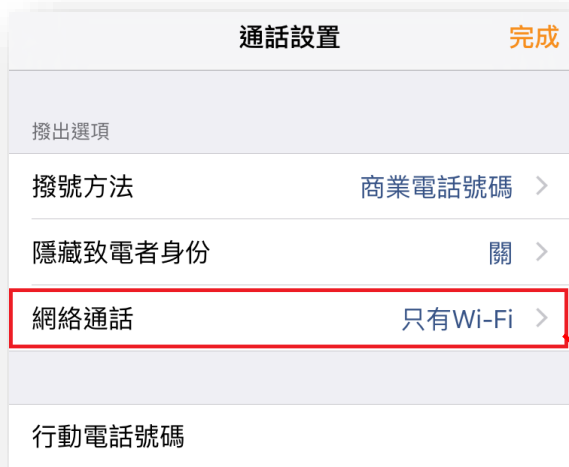 通話設置 完成
撥出選項
撥號方法 商業電話號碼
隱藏致電者身份 關
網絡通話 只有Wi-Fi
行動電話號碼